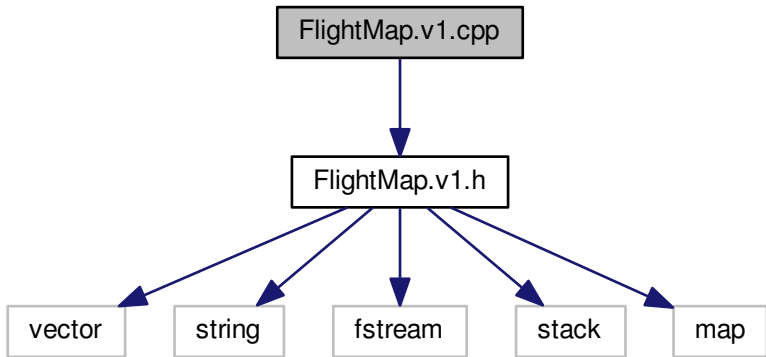 FlightMap.v1.cpp
FlightMap.v1.h
vector
string
fstream
stack
map